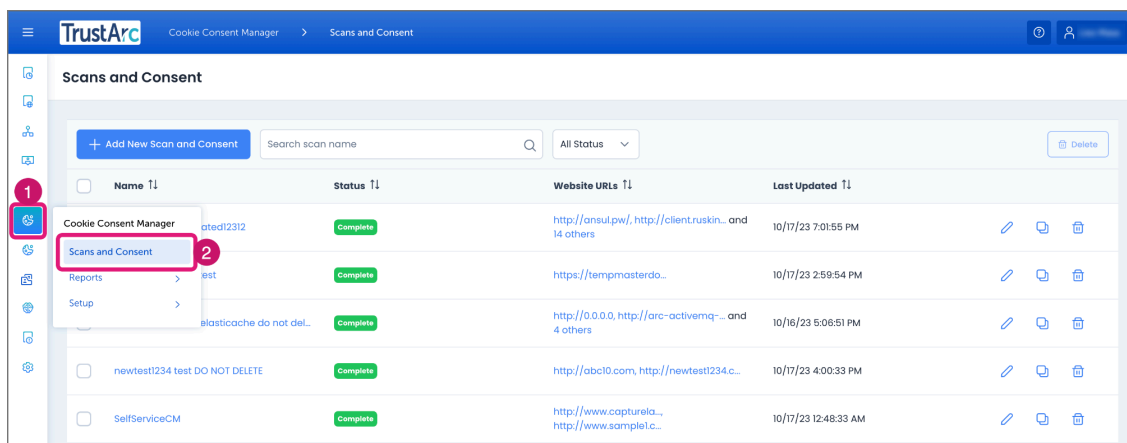 TrustArc
Cookie Consent Manager > Scans and Consent
Scans and Consent
+ Add New Scan and Consent
Search scan name
All Status
Delete
Name
Status
Website URLs
Last Updated
1
Cookie Consent Manager
Scans and Consent
2
Reports >
Setup >
ated12312
Complete
http://ansul.pw/, http://client.ruskin... and
14 others
10/17/23 7:01:55 PM
est
Complete
https://tempmasterdo...
10/17/23 2:59:54 PM
elasticache do not del...
Complete
http://0.0.0.0, http://arc-activemq-... and
4 others
10/16/23 5:06:51 PM
newtest1234 test DO NOT DELETE
Complete
http://abc10.com, http://newtest1234.c...
10/17/23 4:00:33 PM
SelfServiceCM
Complete
http://www.capturela...,
http://www.sample1.c...
10/17/23 12:48:33 AM